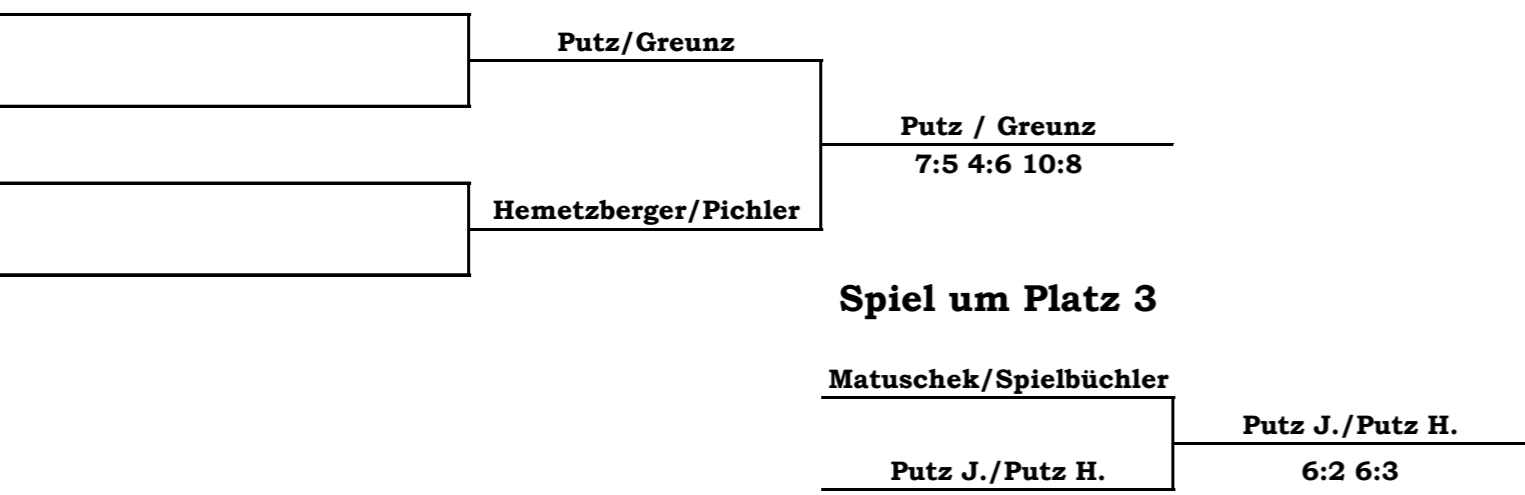 Putz/Greunz
Putz / Greunz
7:5 4:6 10:8
Hemetzberger/Pichler
Spiel um Platz 3
Matuschek/Spielbüchler
Putz J./Putz H.
Putz J./Putz H.
6:2 6:3